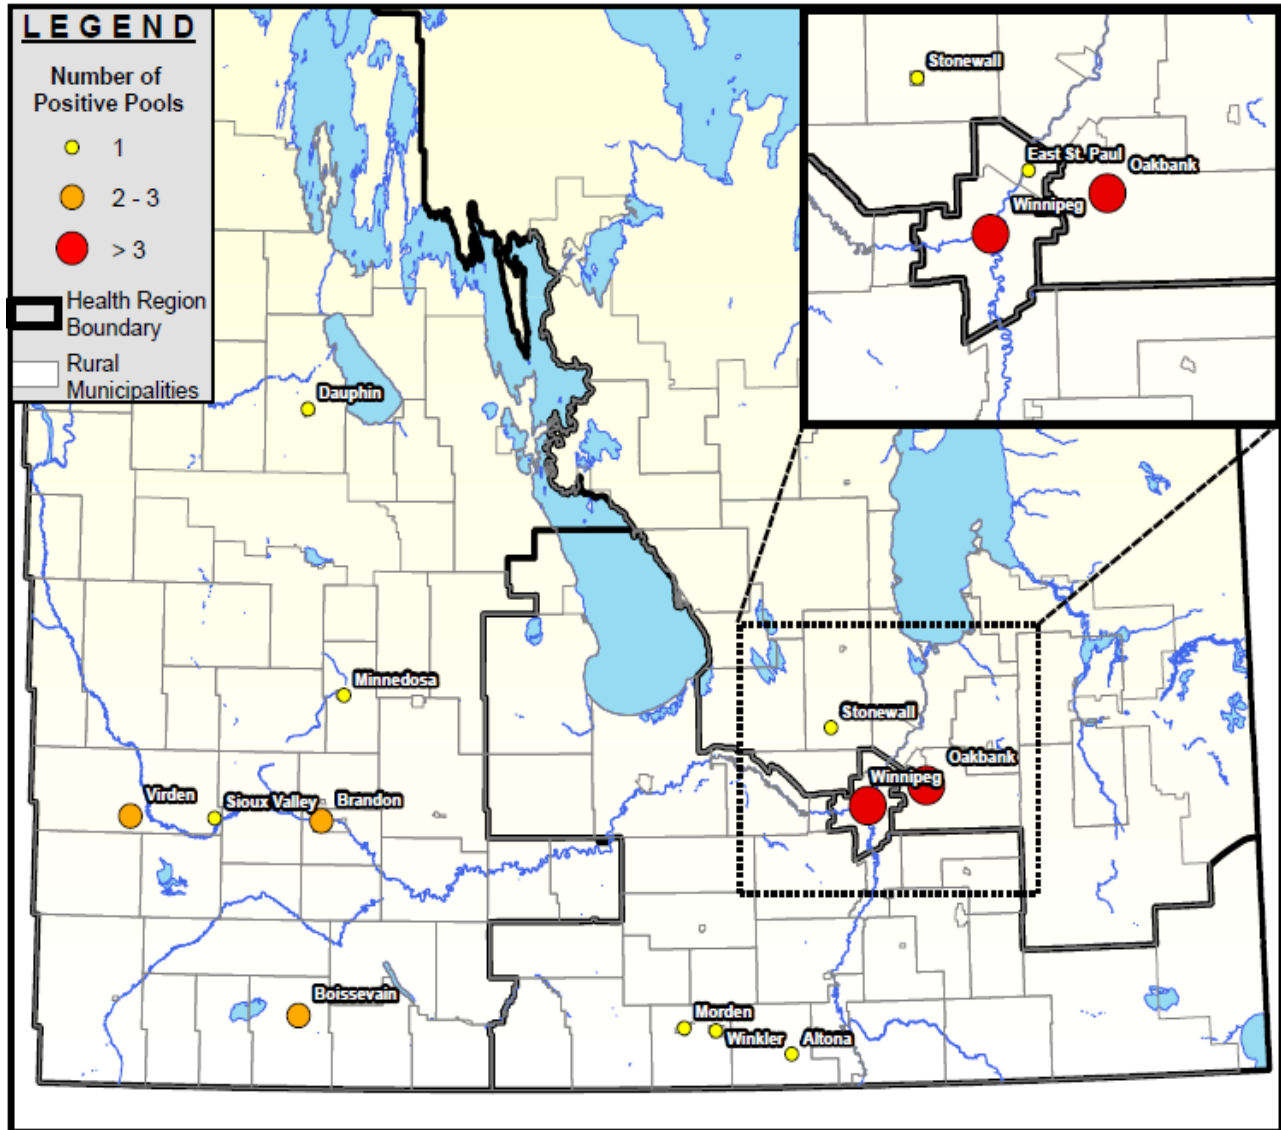 LEGEND
Number of
Positive Pools
1
2 - 3
> 3
Health Region
Boundary
Rural
Municipalities
Stonewall
East St. Paul
Oakbank
Winnipeg
Dauphin
Minnedosa
Stonewall
Oakbank
Winnipeg
Virden
Sioux Valley
Brandon
Boissevain
Morden
Winkler
Altona